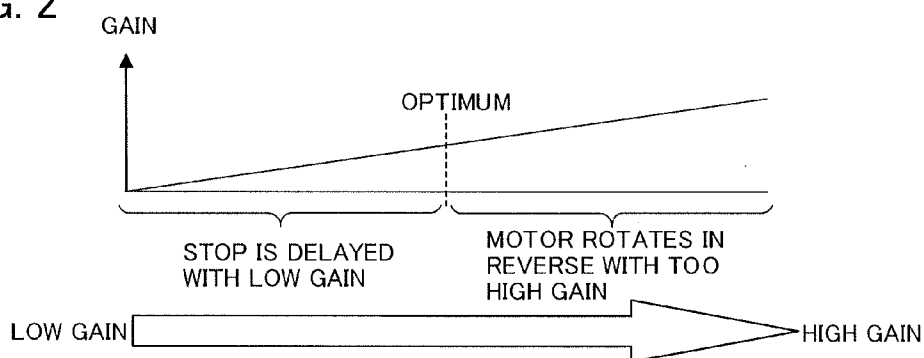 G. 2
GAIN
OPTIMUM
STOP IS DELAYED
WITH LOW GAIN
MOTOR ROTATES IN
REVERSE WITH TOO
HIGH GAIN
LOW GAIN
HIGH GAIN